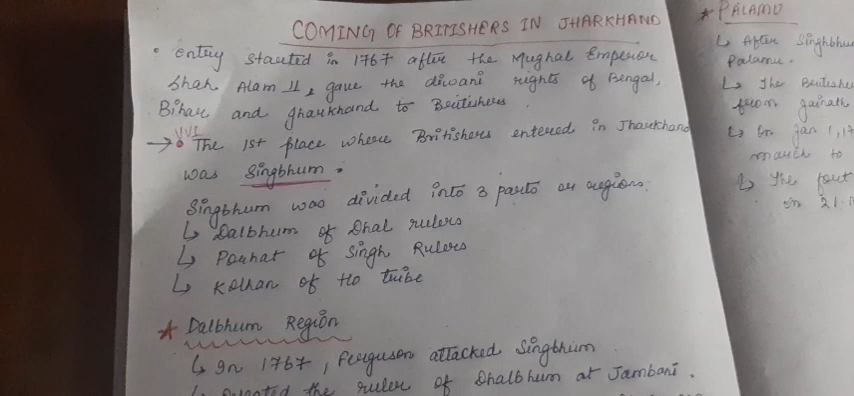 COMING OF BRITISHERS IN JHARKHAND
• Entry started in 1767 after the Mughal Emperor
Shah Alam II, gave the diwani rights of Bengal,
Bihar and Jharkhand to Britishers.
VVI
→ • The 1st place where Britishers entered in Jharkhand
was Singbhum.
Singbhum was divided into 3 parts or regions.
↳ Dalbhum of Dhal rulers
↳ Porhat of Singh Rulers
↳ Kolhan of Ho tribe
★ Dalbhum Region
↳ In 1767, Ferguson attacked Singbhum
↳ the ruler of Dhalbhum at Jambani.
★ PALAMU
↳ After Singhbhu
Palamu.
↳ The Britishe
from Jainath
↳ In Jan 1, 17
march to
↳ The fort
on 21.